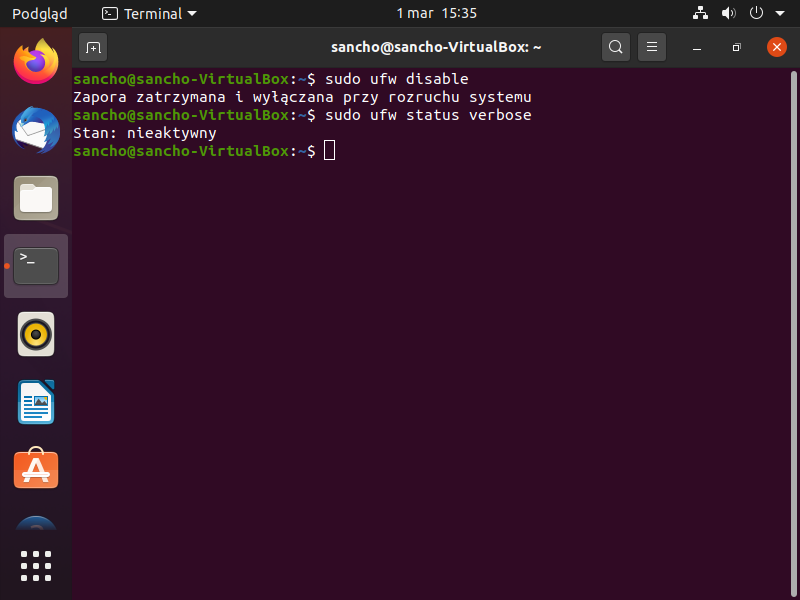 Podgląd
Terminal
1 mar 15:35
sancho@sancho-VirtualBox: ~
sancho@sancho-VirtualBox:~$ sudo ufw disable
Zapora zatrzymana i wyłączana przy rozruchu systemu
sancho@sancho-VirtualBox:~$ sudo ufw status verbose
Stan: nieaktywny
sancho@sancho-VirtualBox:~$